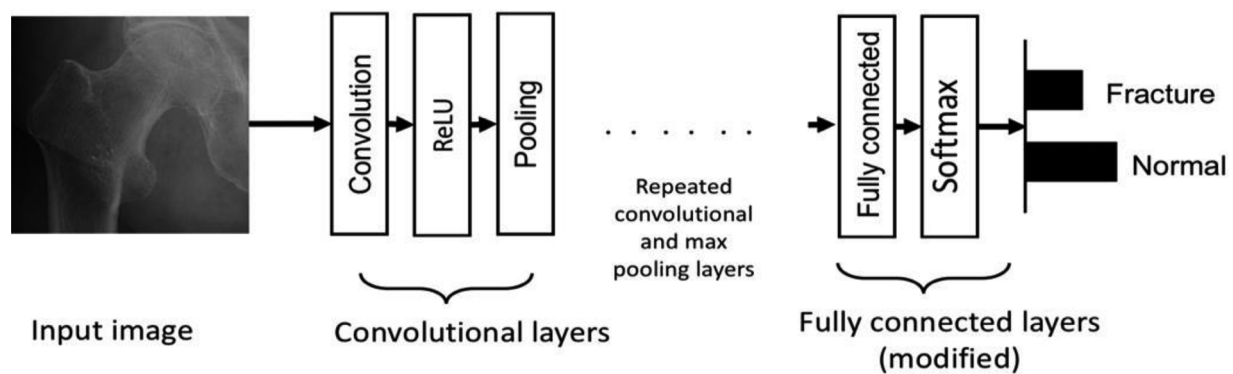 Convolution
ReLU
Pooling
. . . . . .
Repeated
convolutional
and max
pooling layers
Fully connected
Softmax
Fracture
Normal
Input image
Convolutional layers
Fully connected layers
(modified)